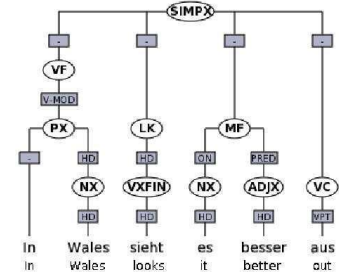 SIMPX
- - - -
VF
V-MOD
PX LK MF
- HD HD ON PRED
NX VXFIN NX ADJX VC
HD HD HD HD VPT
In Wales sieht es besser aus
In Wales looks it better out